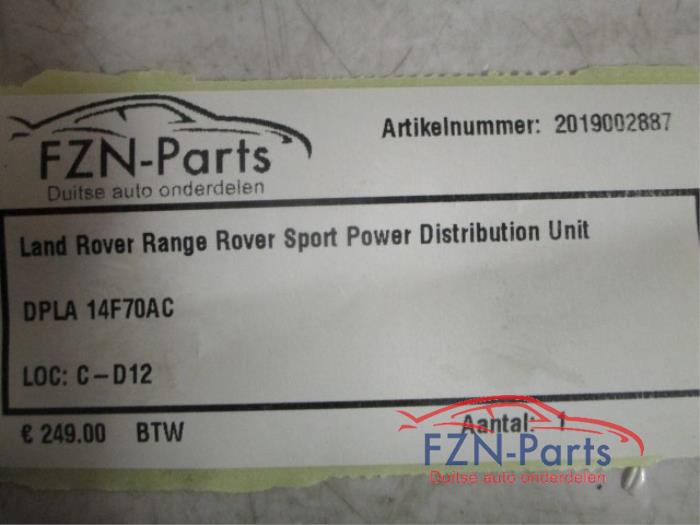 FZN-Parts
Duitse auto onderdelen
Artikelnummer: 2019002887
Land Rover Range Rover Sport Power Distribution Unit
DPLA 14F70AC
LOC: C-D12
€ 249.00 BTW
Aantal: 1
FZN-Parts
Duitse auto onderdelen